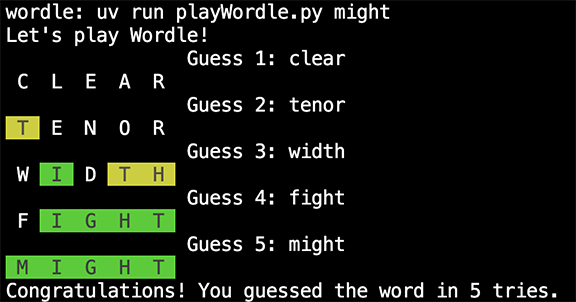 wordle: uv run playWordle.py might
Let's play Wordle!
Guess 1: clear
C L E A R
Guess 2: tenor
T E N O R
Guess 3: width
W I D T H
Guess 4: fight
F I G H T
Guess 5: might
M I G H T
Congratulations! You guessed the word in 5 tries.